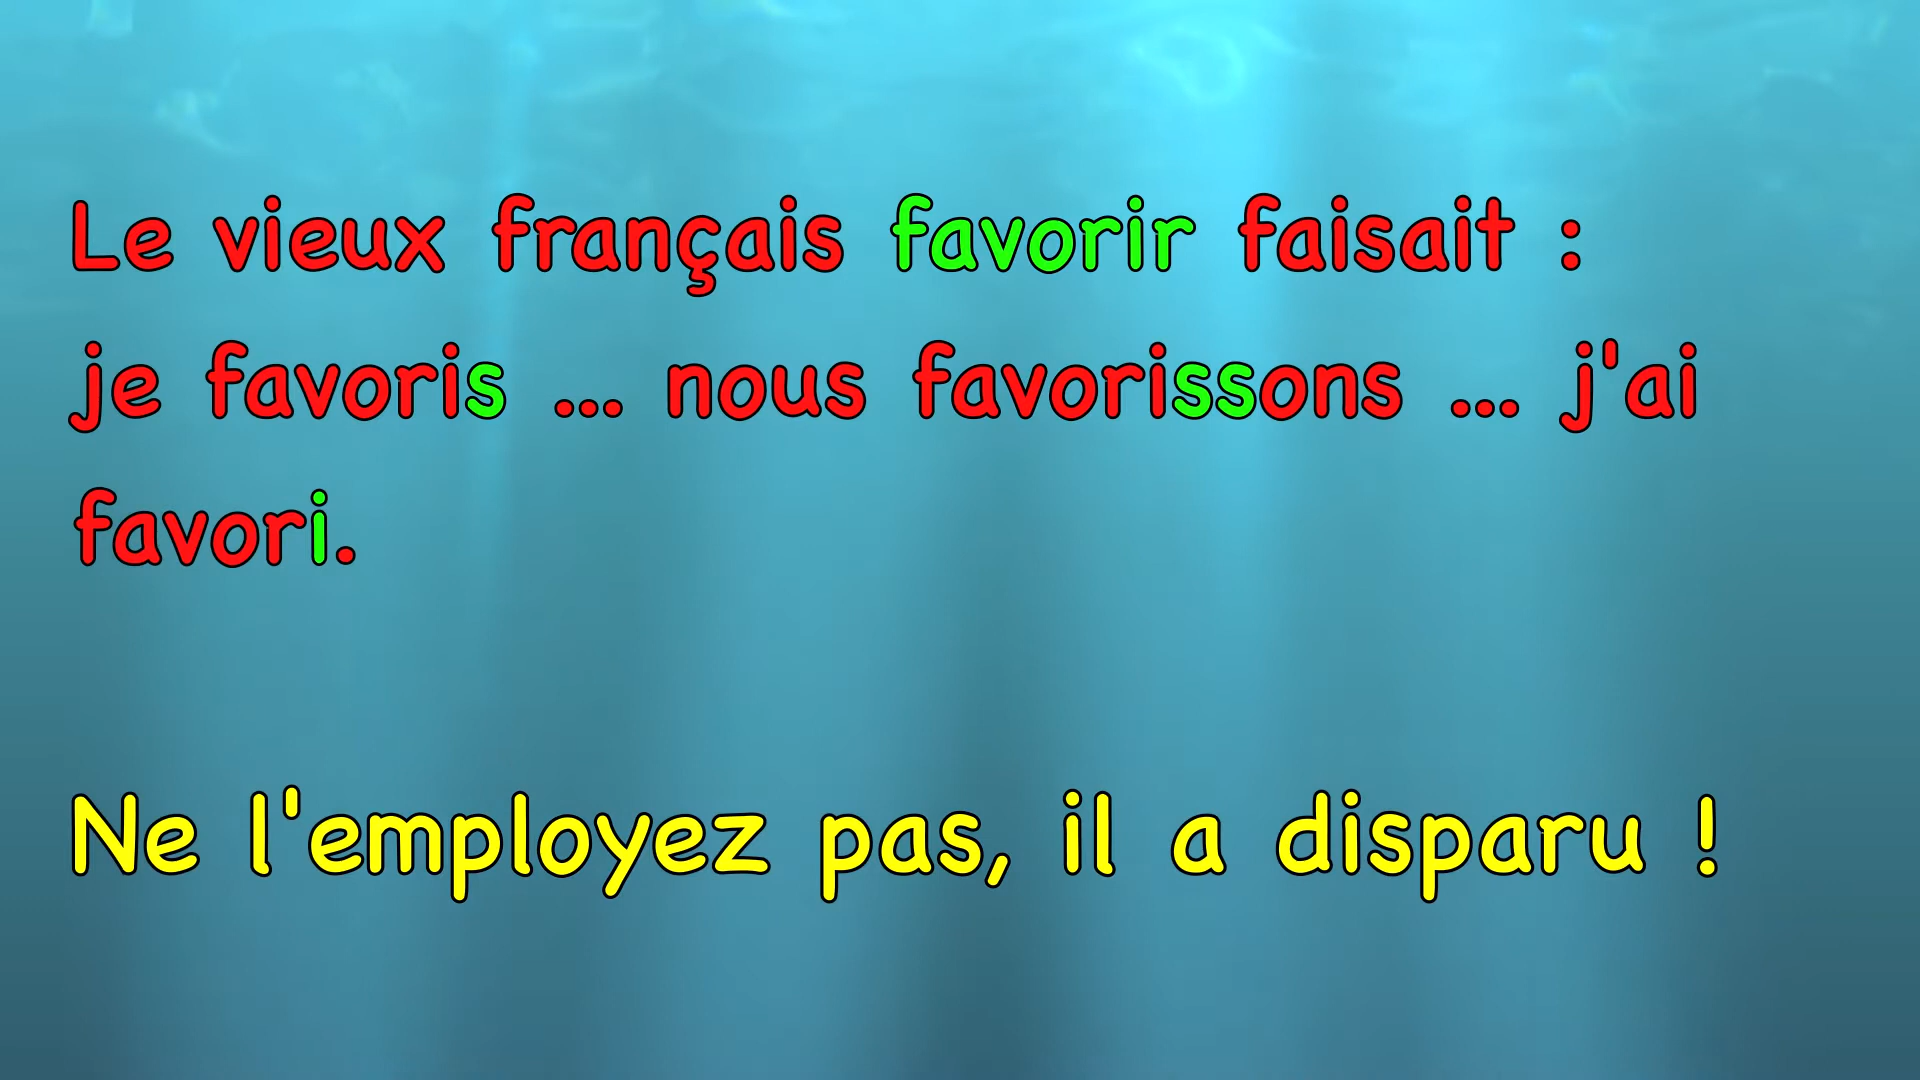 Le vieux français favorir faisait :
je favoris ... nous favorissons ... j'ai
favori.
Ne l'employez pas, il a disparu !